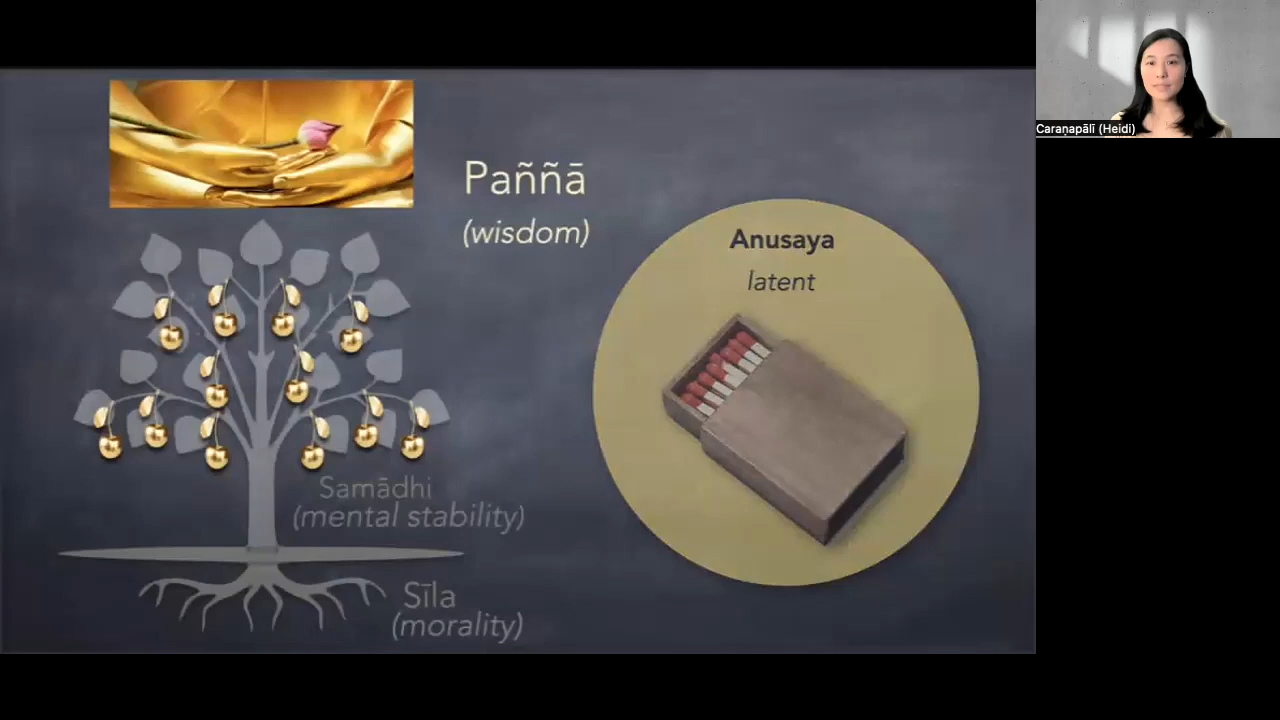 Caraṇapālī (Heidi)
Paññā
(wisdom)
Anusaya
latent
Samādhi
(mental stability)
Sīla
(morality)